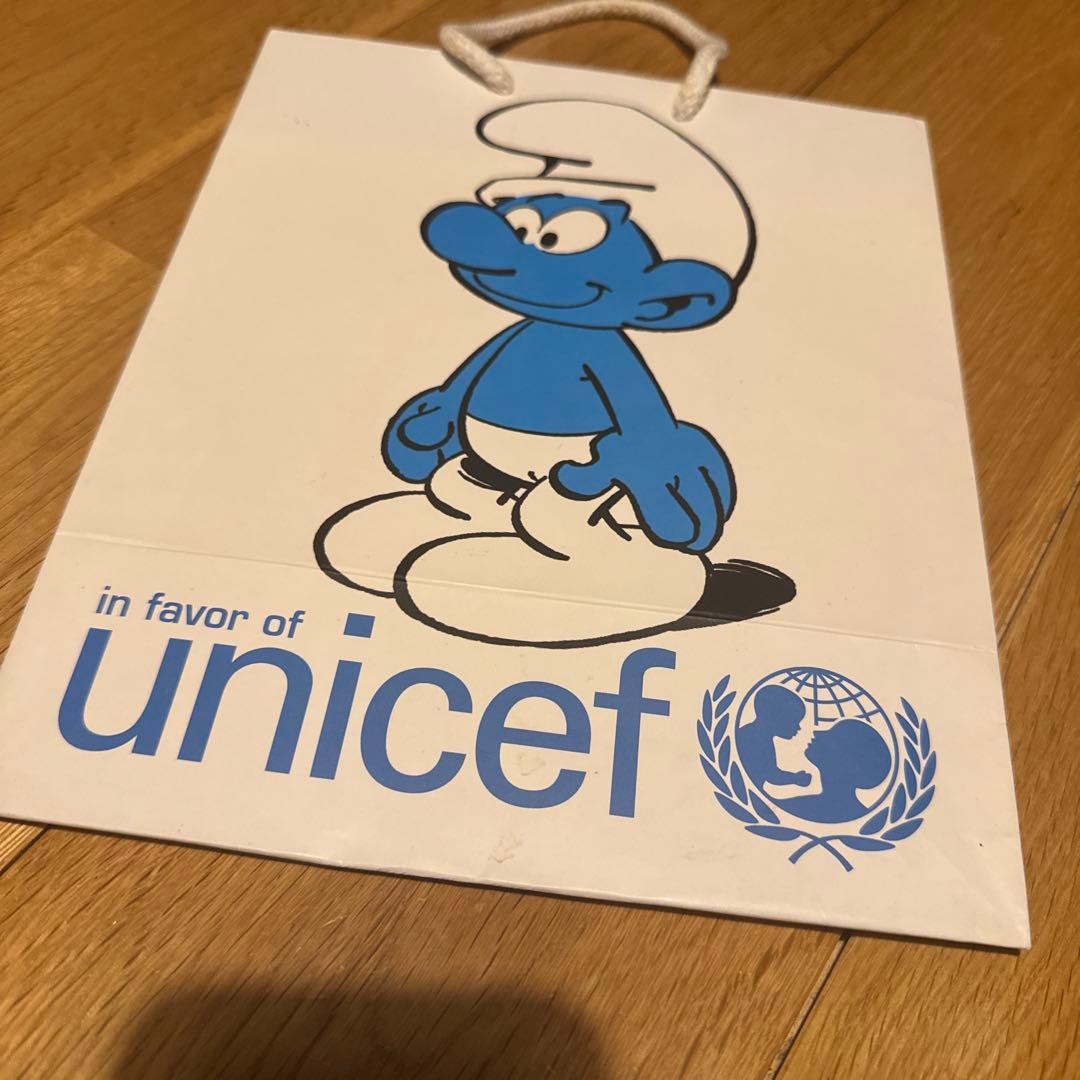 in favor of
unicef